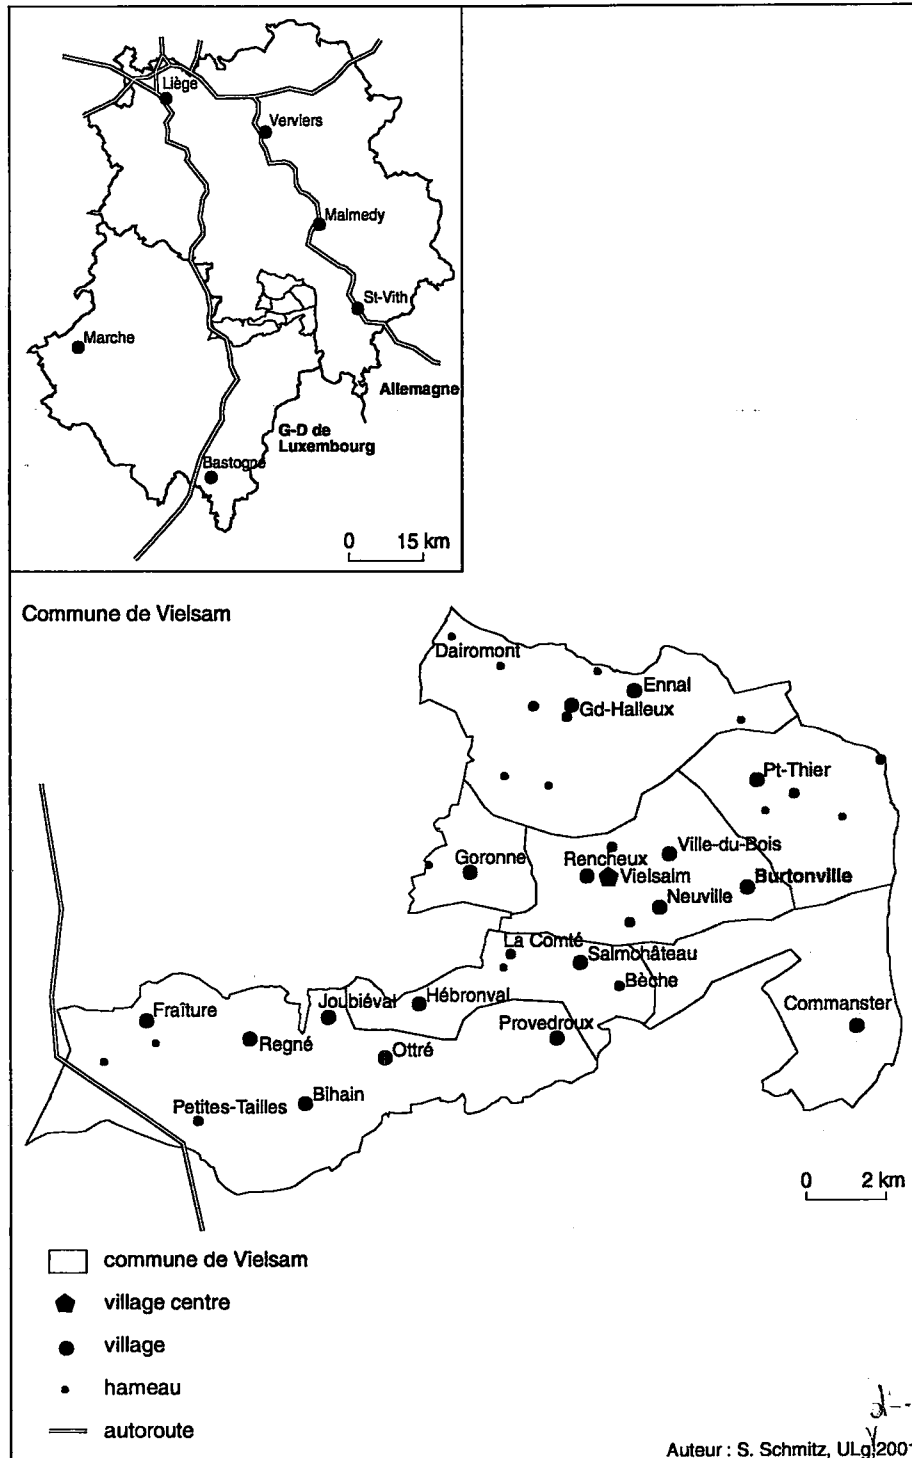 Liège
Verviers
Malmedy
St-Vith
Marche
Allemagne
G-D de
Luxembourg
Bastogne
0 15 km
Commune de Vielsam
Dairomont
Ennal
Gd-Halleux
Pt-Thier
Ville-du-Bois
Goronne
Rencheux
Vielsalm
Burtonville
Neuville
La Comté
Salmchâteau
Bèche
Hébronval
Joubiéval
Commanster
Fraîture
Provedroux
Regné
Ottré
Bihain
Petites-Tailles
0 2 km
commune de Vielsam
village centre
village
hameau
autoroute
Auteur : S. Schmitz, ULg,2001